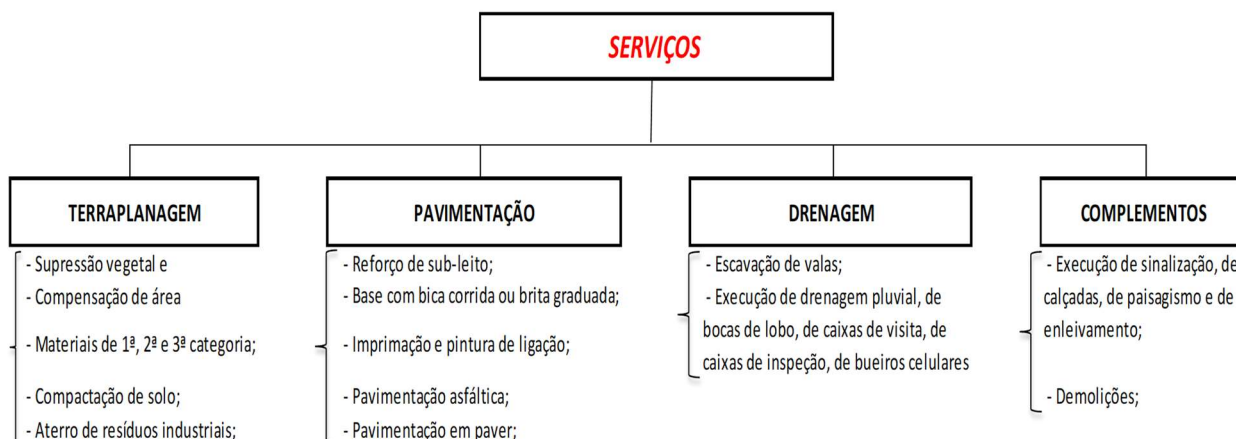 SERVIÇOS
TERRAPLANAGEM
- Supressão vegetal e
- Compensação de área
- Materiais de 1ª, 2ª e 3ª categoria;
- Compactação de solo;
- Aterro de resíduos industriais;
PAVIMENTAÇÃO
- Reforço de sub-leito;
- Base com bica corrida ou brita graduada;
- Imprimação e pintura de ligação;
- Pavimentação asfáltica;
- Pavimentação em paver;
DRENAGEM
- Escavação de valas;
- Execução de drenagem pluvial, de
bocas de lobo, de caixas de visita, de
caixas de inspeção, de bueiros celulares
COMPLEMENTOS
- Execução de sinalização, de
calçadas, de paisagismo e de
enleivamento;
- Demolições;